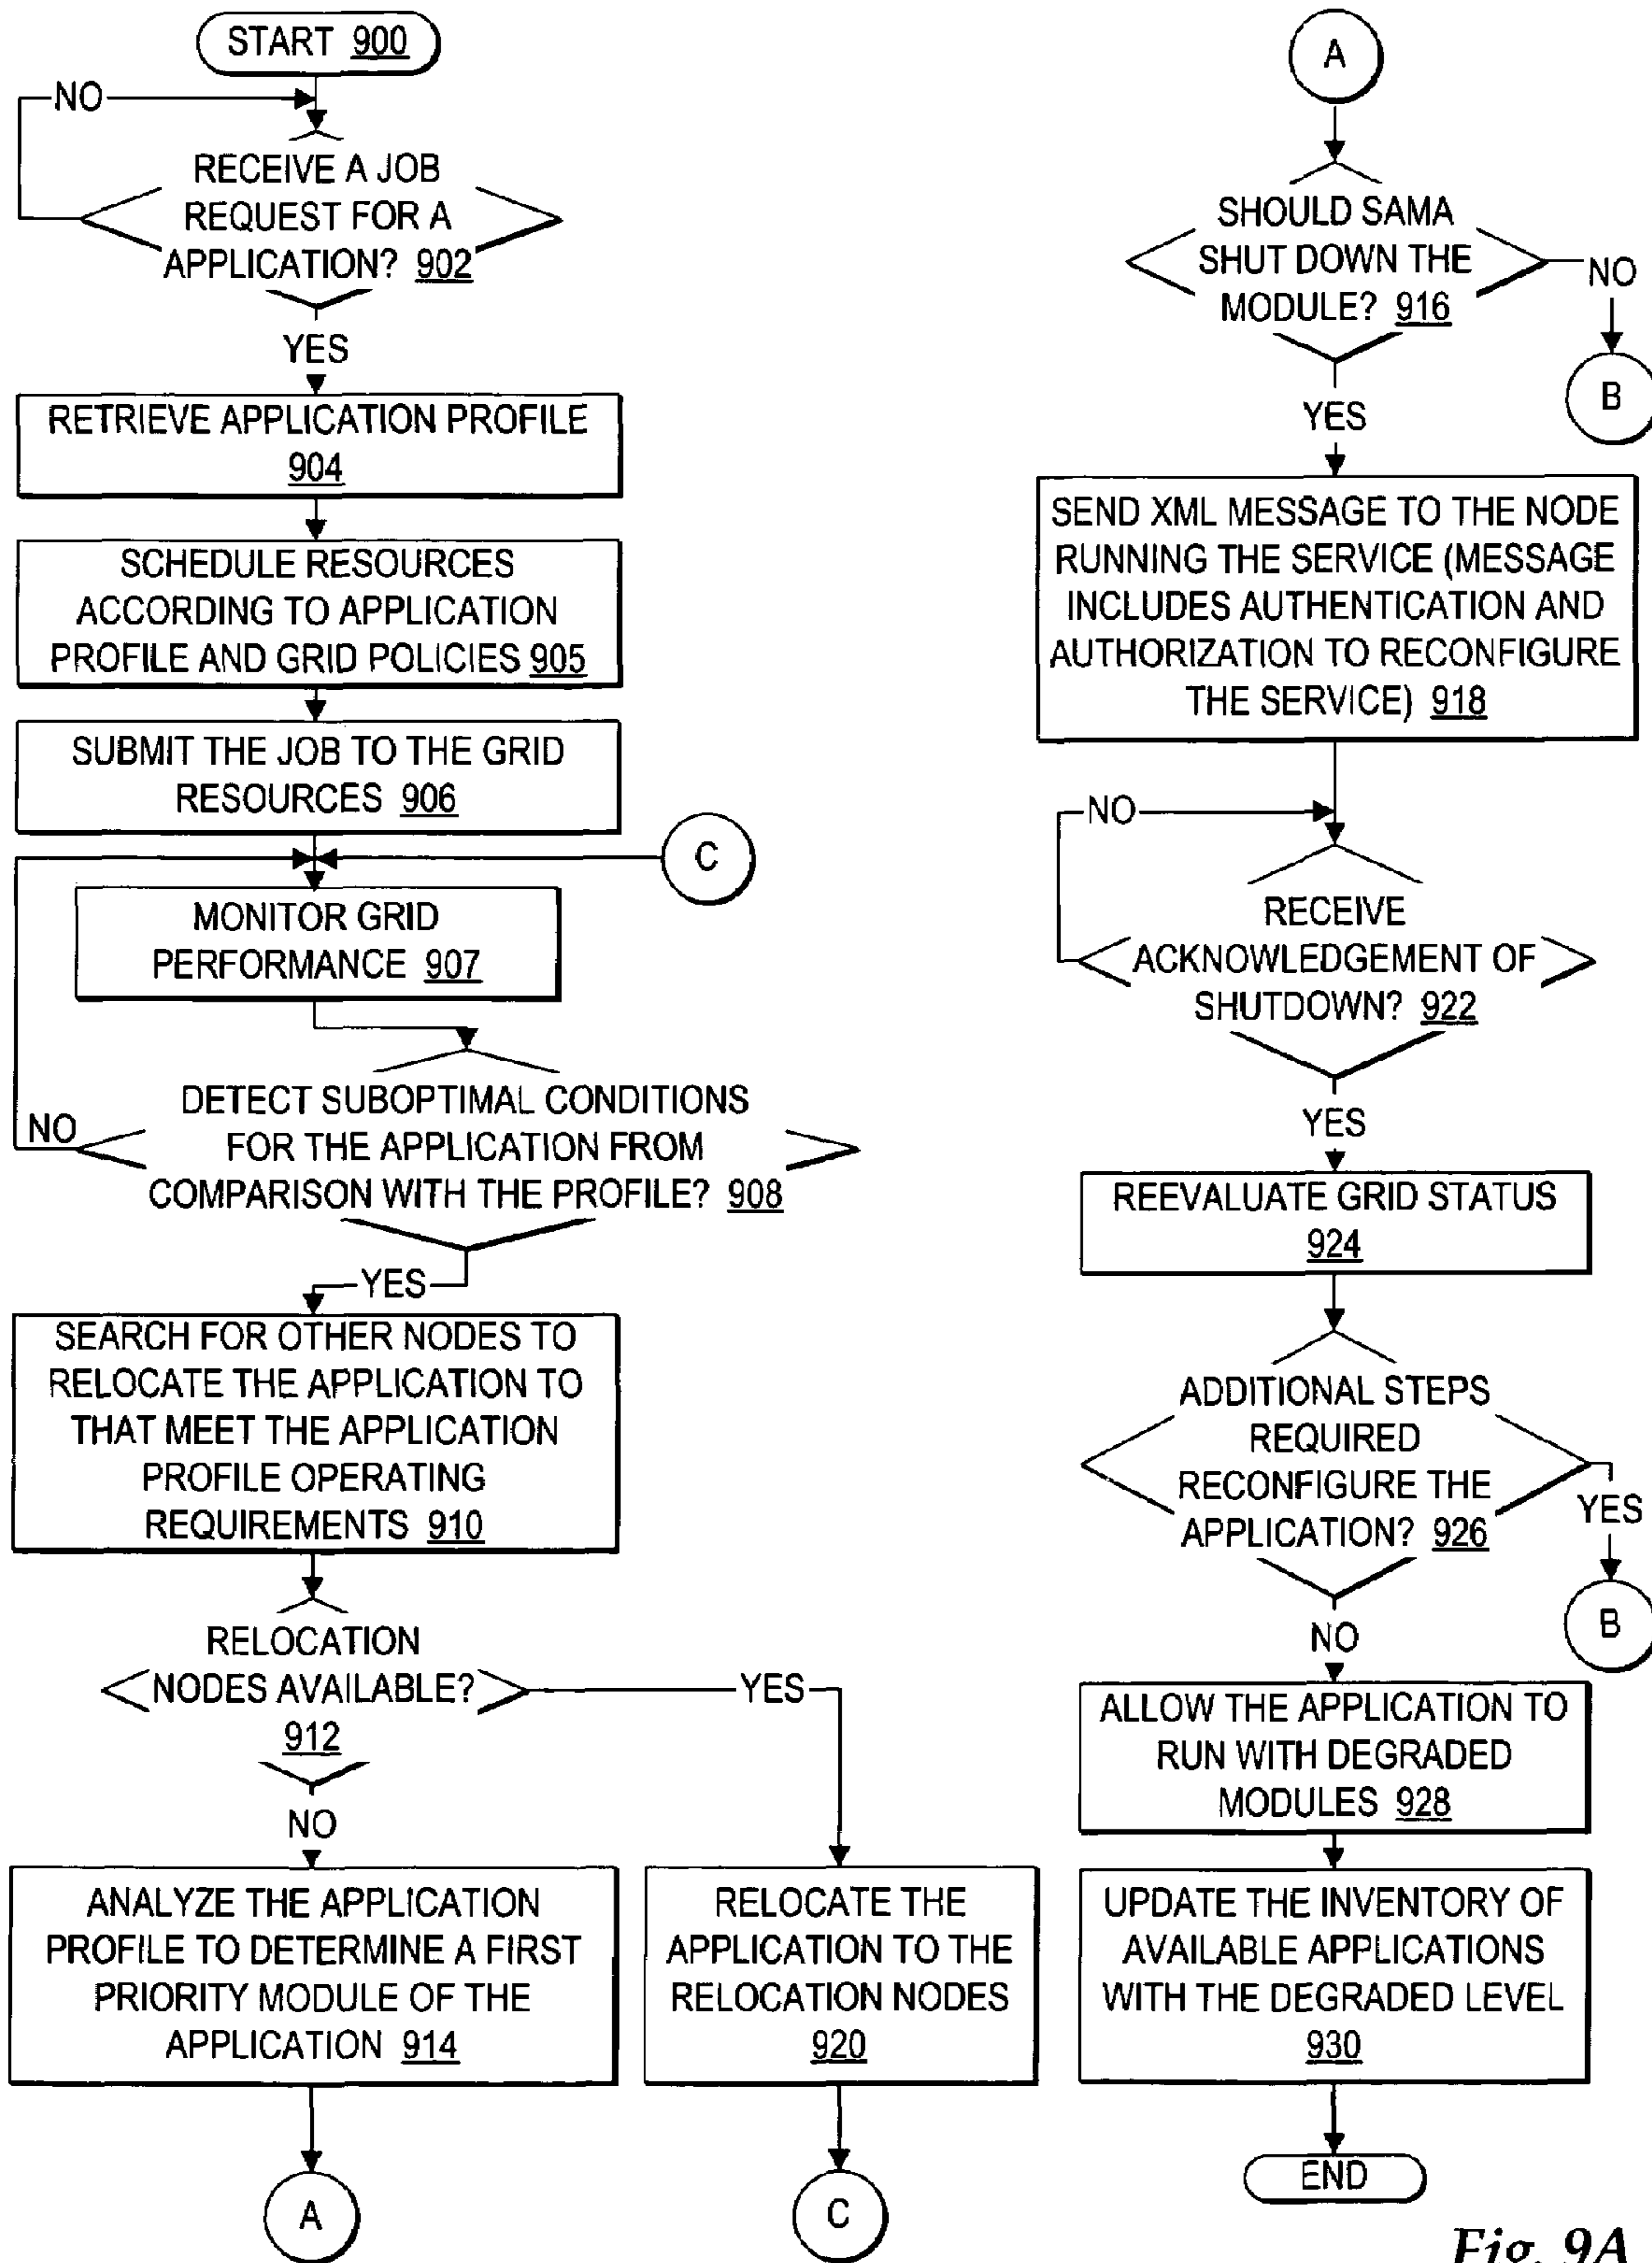 START 900
NO
RECEIVE A JOB
REQUEST FOR A
APPLICATION? 902
YES
RETRIEVE APPLICATION PROFILE
904
SCHEDULE RESOURCES
ACCORDING TO APPLICATION
PROFILE AND GRID POLICIES 905
SUBMIT THE JOB TO THE GRID
RESOURCES 906
C
MONITOR GRID
PERFORMANCE 907
DETECT SUBOPTIMAL CONDITIONS
FOR THE APPLICATION FROM
COMPARISON WITH THE PROFILE? 908
NO
YES
SEARCH FOR OTHER NODES TO
RELOCATE THE APPLICATION TO
THAT MEET THE APPLICATION
PROFILE OPERATING
REQUIREMENTS 910
RELOCATION
NODES AVAILABLE?
912
YES
NO
ANALYZE THE APPLICATION
PROFILE TO DETERMINE A FIRST
PRIORITY MODULE OF THE
APPLICATION 914
A
RELOCATE THE
APPLICATION TO THE
RELOCATION NODES
920
C
A
SHOULD SAMA
SHUT DOWN THE
MODULE? 916
NO
B
YES
SEND XML MESSAGE TO THE NODE
RUNNING THE SERVICE (MESSAGE
INCLUDES AUTHENTICATION AND
AUTHORIZATION TO RECONFIGURE
THE SERVICE) 918
NO
RECEIVE
ACKNOWLEDGEMENT OF
SHUTDOWN? 922
YES
REEVALUATE GRID STATUS
924
ADDITIONAL STEPS
REQUIRED
RECONFIGURE THE
APPLICATION? 926
YES
B
NO
ALLOW THE APPLICATION TO
RUN WITH DEGRADED
MODULES 928
UPDATE THE INVENTORY OF
AVAILABLE APPLICATIONS
WITH THE DEGRADED LEVEL
930
END
Fig. 9A